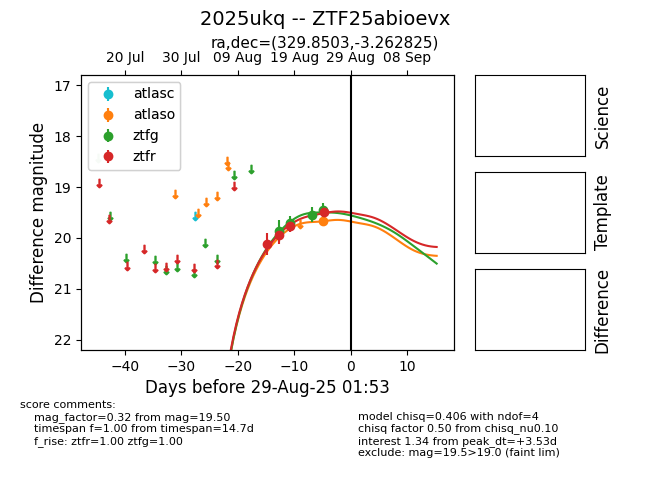 2025ukq -- ZTF25abioevx
ra,dec=(329.8503,-3.262825)
20 Jul 30 Jul 09 Aug 19 Aug 29 Aug 08 Sep
17
18
19
20
21
22
Difference magnitude
atlasc
atlaso
ztfg
ztfr
Science
Template
Difference
−40 −30 −20 −10 0 10
Days before 29-Aug-25 01:53
score comments:
mag_factor=0.32 from mag=19.50
timespan f=1.00 from timespan=14.7d
f_rise: ztfr=1.00 ztfg=1.00
model chisq=0.406 with ndof=4
chisq factor 0.50 from chisq_nu0.10
interest 1.34 from peak_dt=+3.53d
exclude: mag=19.5>19.0 (faint lim)